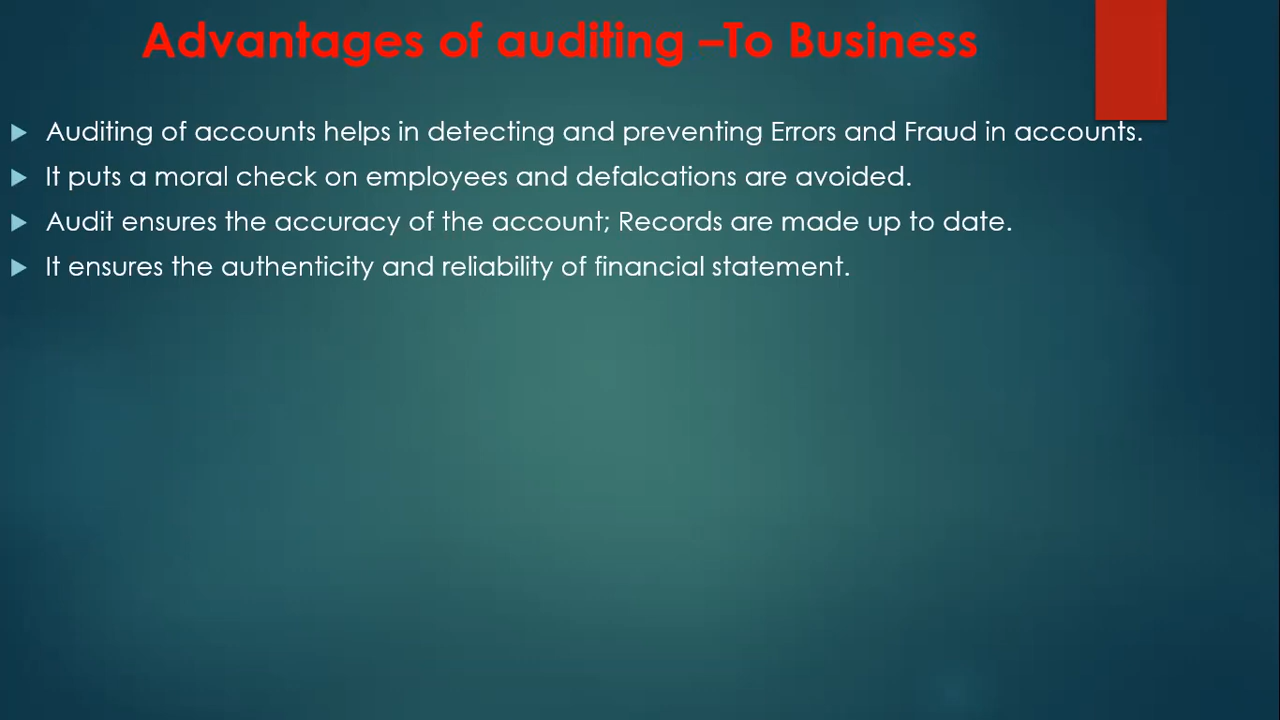 Advantages of auditing –To Business
Auditing of accounts helps in detecting and preventing Errors and Fraud in accounts.
It puts a moral check on employees and defalcations are avoided.
Audit ensures the accuracy of the account; Records are made up to date.
It ensures the authenticity and reliability of financial statement.